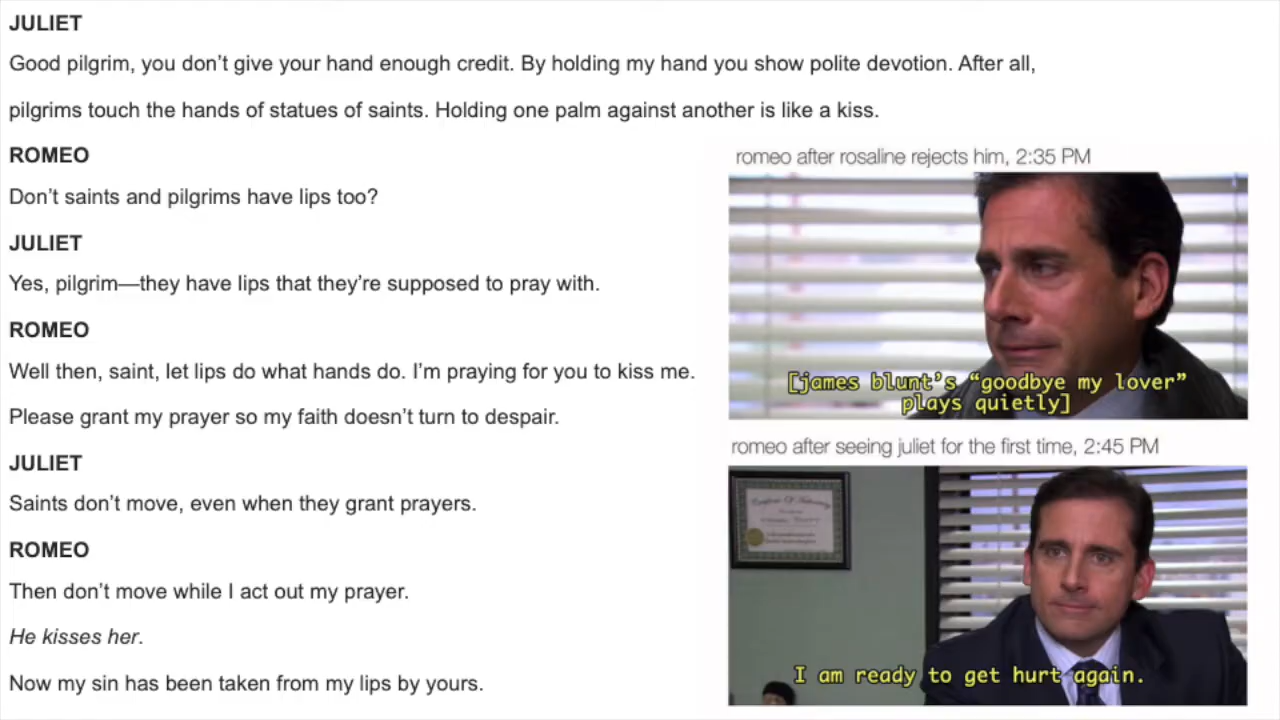 JULIET
Good pilgrim, you don’t give your hand enough credit. By holding my hand you show polite devotion. After all,
pilgrims touch the hands of statues of saints. Holding one palm against another is like a kiss.
ROMEO
Don’t saints and pilgrims have lips too?
JULIET
Yes, pilgrim—they have lips that they’re supposed to pray with.
ROMEO
Well then, saint, let lips do what hands do. I’m praying for you to kiss me.
Please grant my prayer so my faith doesn’t turn to despair.
JULIET
Saints don’t move, even when they grant prayers.
ROMEO
Then don’t move while I act out my prayer.
He kisses her.
Now my sin has been taken from my lips by yours.
romeo after rosaline rejects him, 2:35 PM
[james blunt’s “goodbye my lover”
plays quietly]
romeo after seeing juliet for the first time, 2:45 PM
Certificate Of Authenticity
I am ready to get hurt again.